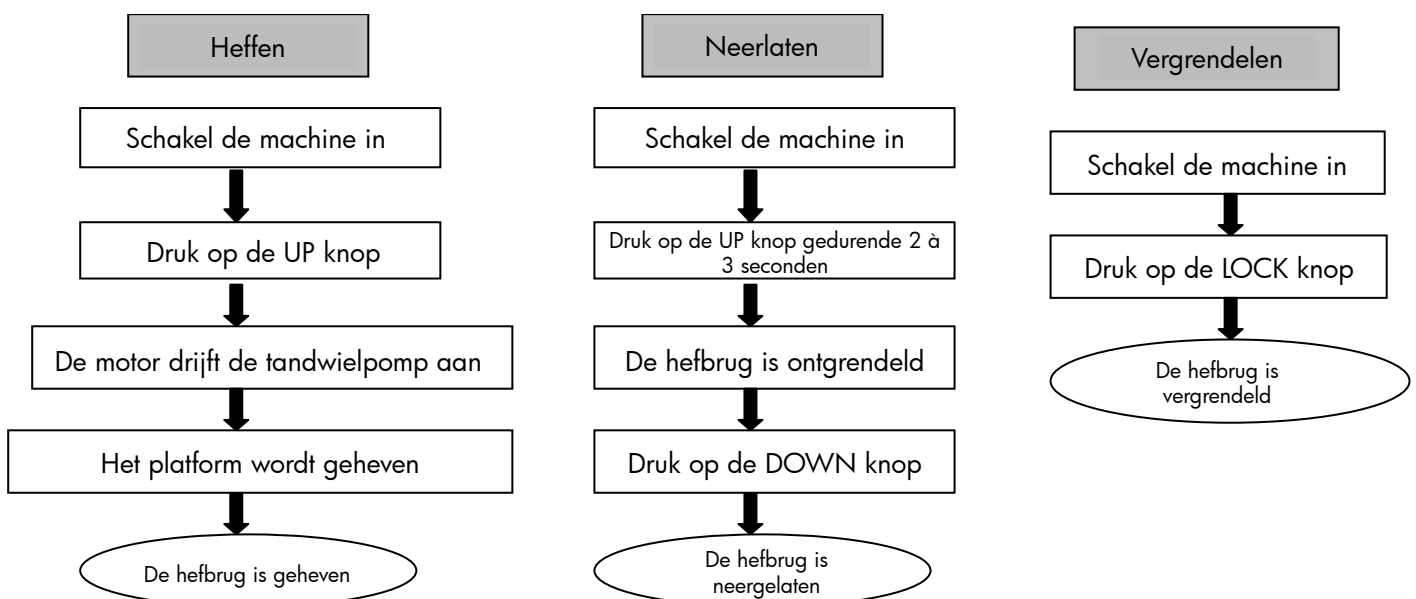 Heffen
Schakel de machine in
Druk op de UP knop
De motor drijft de tandwielpomp aan
Het platform wordt geheven
De hefbrug is geheven
Neerlaten
Schakel de machine in
Druk op de UP knop gedurende 2 à
3 seconden
De hefbrug is ontgrendeld
Druk op de DOWN knop
De hefbrug is
neergelaten
Vergrendelen
Schakel de machine in
Druk op de LOCK knop
De hefbrug is
vergrendeld